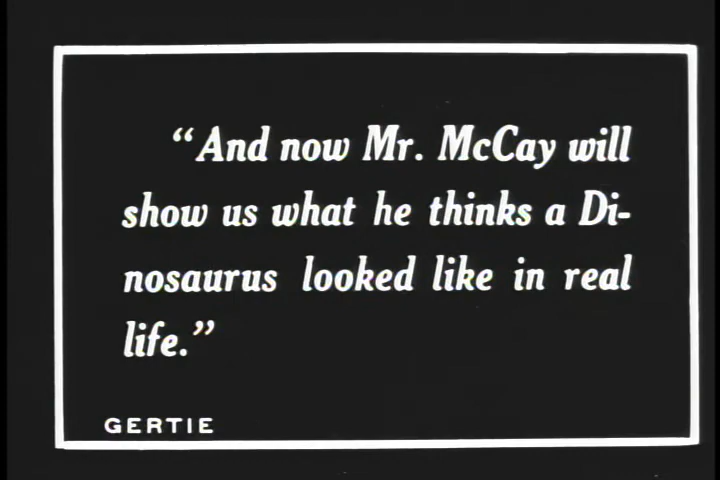 “And now Mr. McCay will
show us what he thinks a Di-
nosaurus looked like in real
life.”
GERTIE